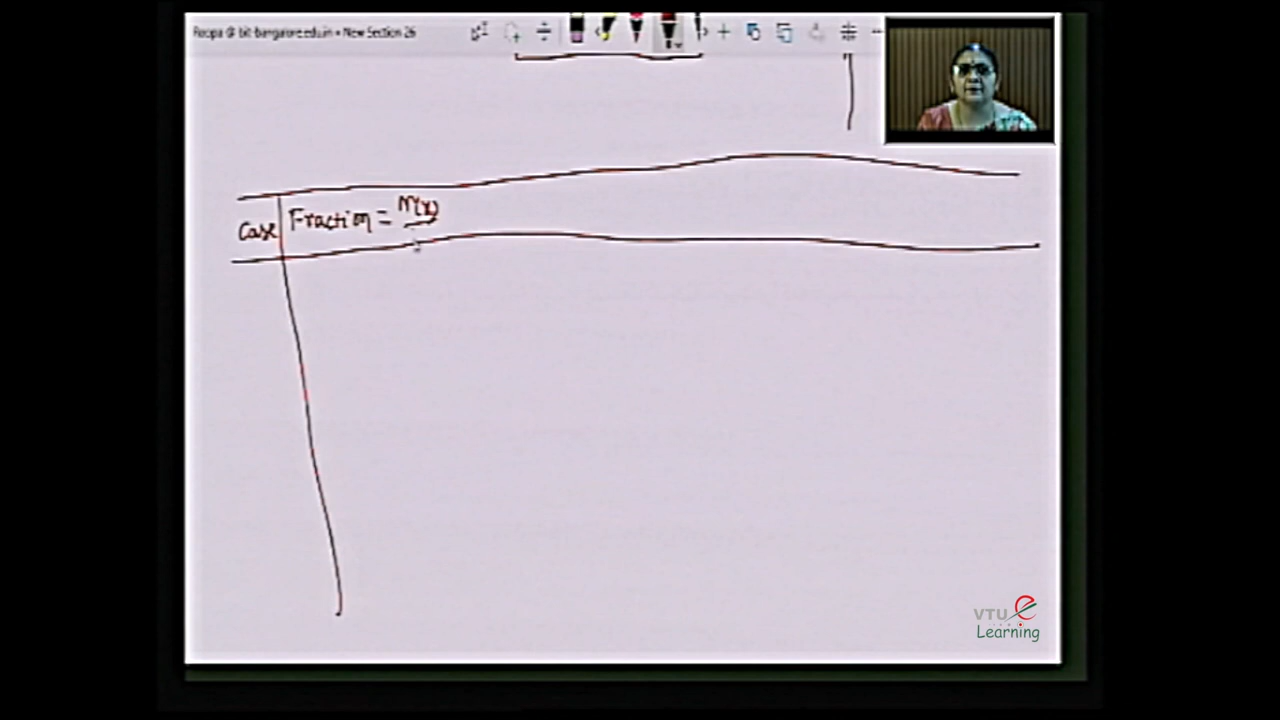 Roopa @ bit-bangalore.edu.in • New Section 26
Case Fraction = N(x)
VTU e
Learning